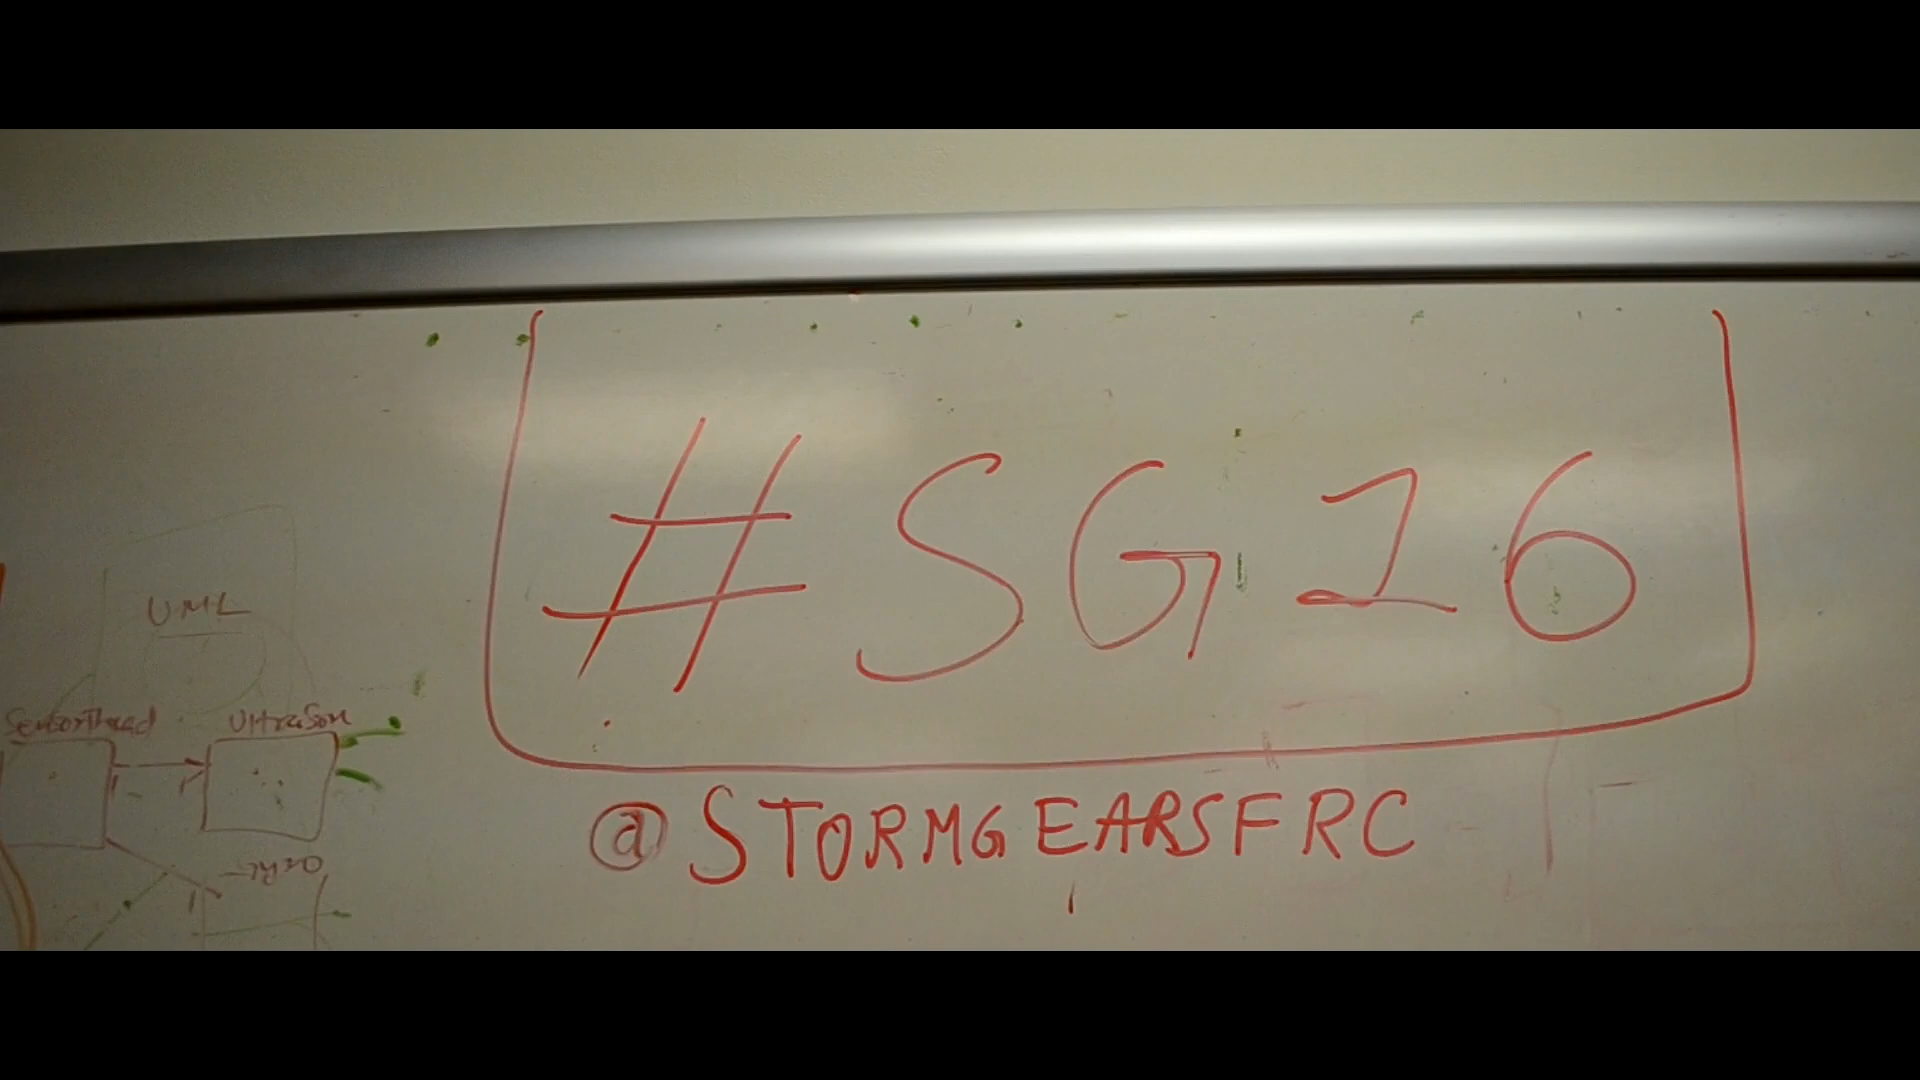 #SG16
@STORMGEARSFRC
UML
SensorThread
UltraSon